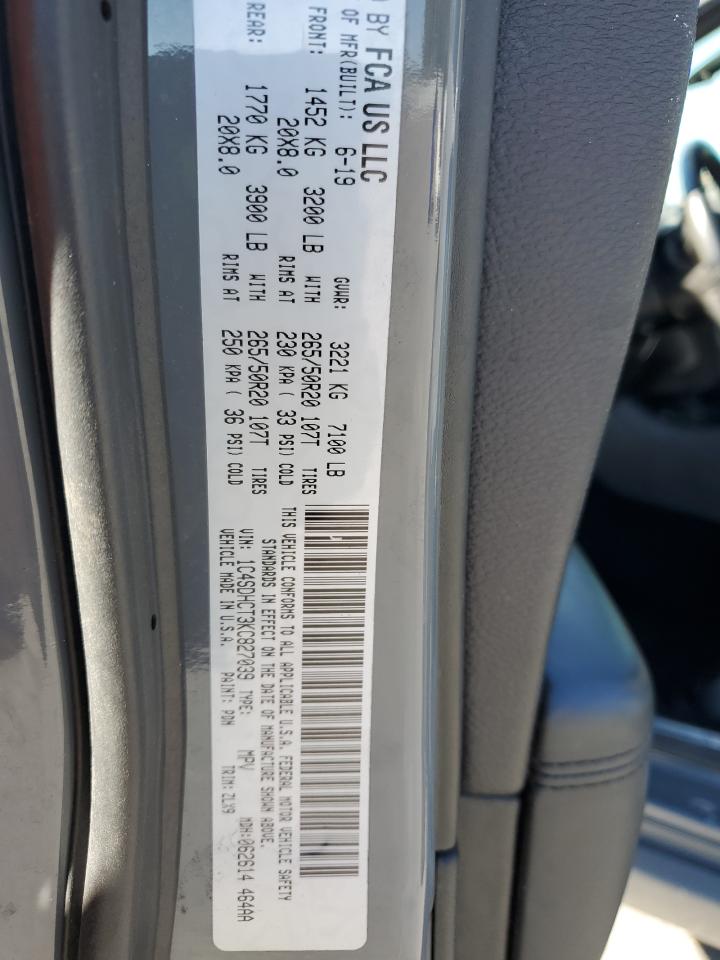 ) BY FCA US LLC
OF MFR(BUILT): 6-19 GVWR: 3221 KG 7100 LB
FRONT: 1452 KG 3200 LB WITH 265/50R20 107T TIRES
20X8.0 RIMS AT 230 KPA ( 33 PSI) COLD
REAR: 1770 KG 3900 LB WITH 265/50R20 107T TIRES
20X8.0 RIMS AT 250 KPA ( 36 PSI) COLD
THIS VEHICLE CONFORMS TO ALL APPLICABLE U.S.A. FEDERAL MOTOR VEHICLE SAFETY
STANDARDS IN EFFECT ON THE DATE OF MANUFACTURE SHOWN ABOVE.
VIN: 1C4SDHCT3KC827039 TYPE: MPV MDH:062614 464AA
VEHICLE MADE IN U.S.A. PAINT: PDN TRIM: ZLX9